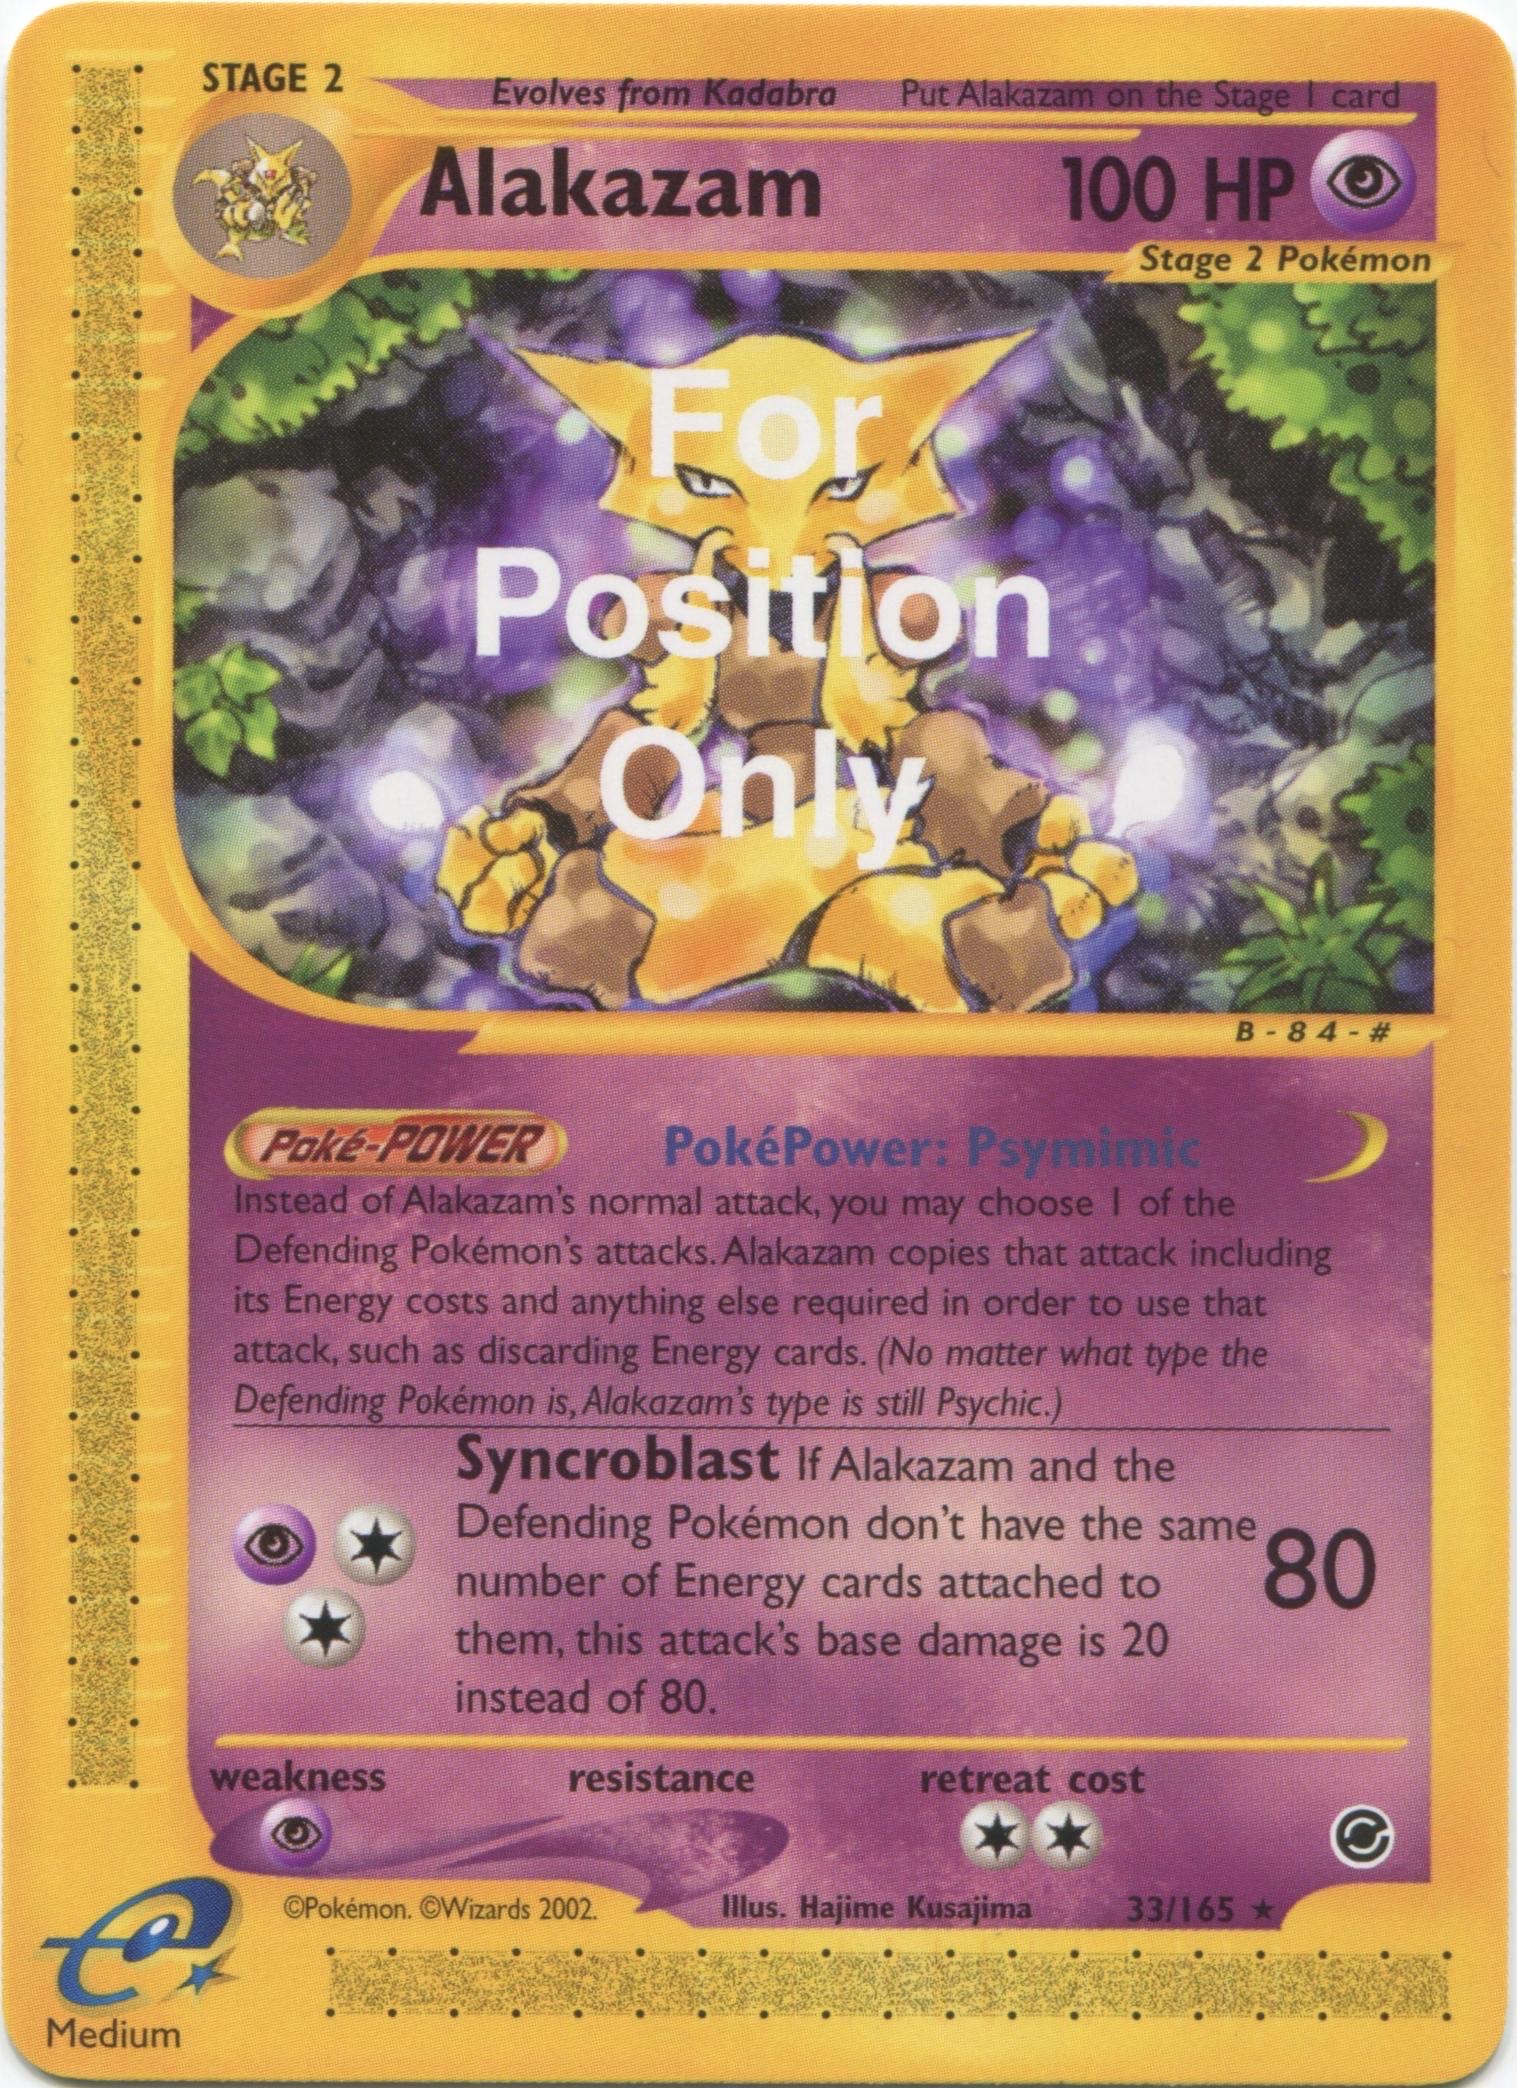 STAGE 2
Evolves from Kadabra Put Alakazam on the Stage 1 card
Alakazam 100 HP
Stage 2 Pokémon
For
Position
Only
B-84-#
Poké-POWER PokéPower: Psymimic
Instead of Alakazam's normal attack, you may choose 1 of the
Defending Pokémon's attacks. Alakazam copies that attack including
its Energy costs and anything else required in order to use that
attack, such as discarding Energy cards. (No matter what type the
Defending Pokémon is, Alakazam's type is still Psychic.)
Syncroblast If Alakazam and the
Defending Pokémon don't have the same
number of Energy cards attached to
them, this attack's base damage is 20
instead of 80.
80
weakness resistance retreat cost
©Pokémon. ©Wizards 2002. Illus. Hajime Kusajima 33/165 ★
e
Medium